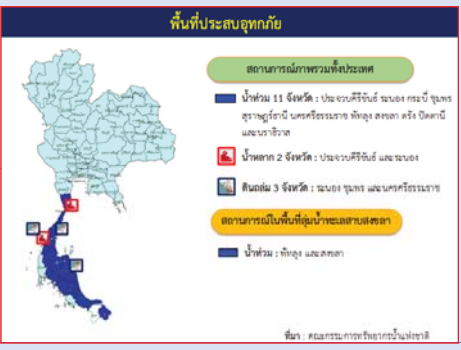 พื้นที่ประสบอุทกภัย
สถานการณ์ภาพรวมทั้งประเทศ
น้ำท่วม 11 จังหวัด : ประจวบคีรีขันธ์ ระนอง กระบี่ ชุมพร
สุราษฎร์ธานี นครศรีธรรมราช พัทลุง สงขลา ตรัง ปัตตานี
และนราธิวาส
น้ำหลาก 2 จังหวัด : ประจวบคีรีขันธ์ และระนอง
ดินถล่ม 3 จังหวัด : ระนอง ชุมพร และนครศรีธรรมราช
สถานการณ์ในพื้นที่ลุ่มน้ำทะเลสาบสงขลา
น้ำท่วม : พัทลุง และสงขลา
ที่มา : คณะกรรมการทรัพยากรน้ำแห่งชาติ